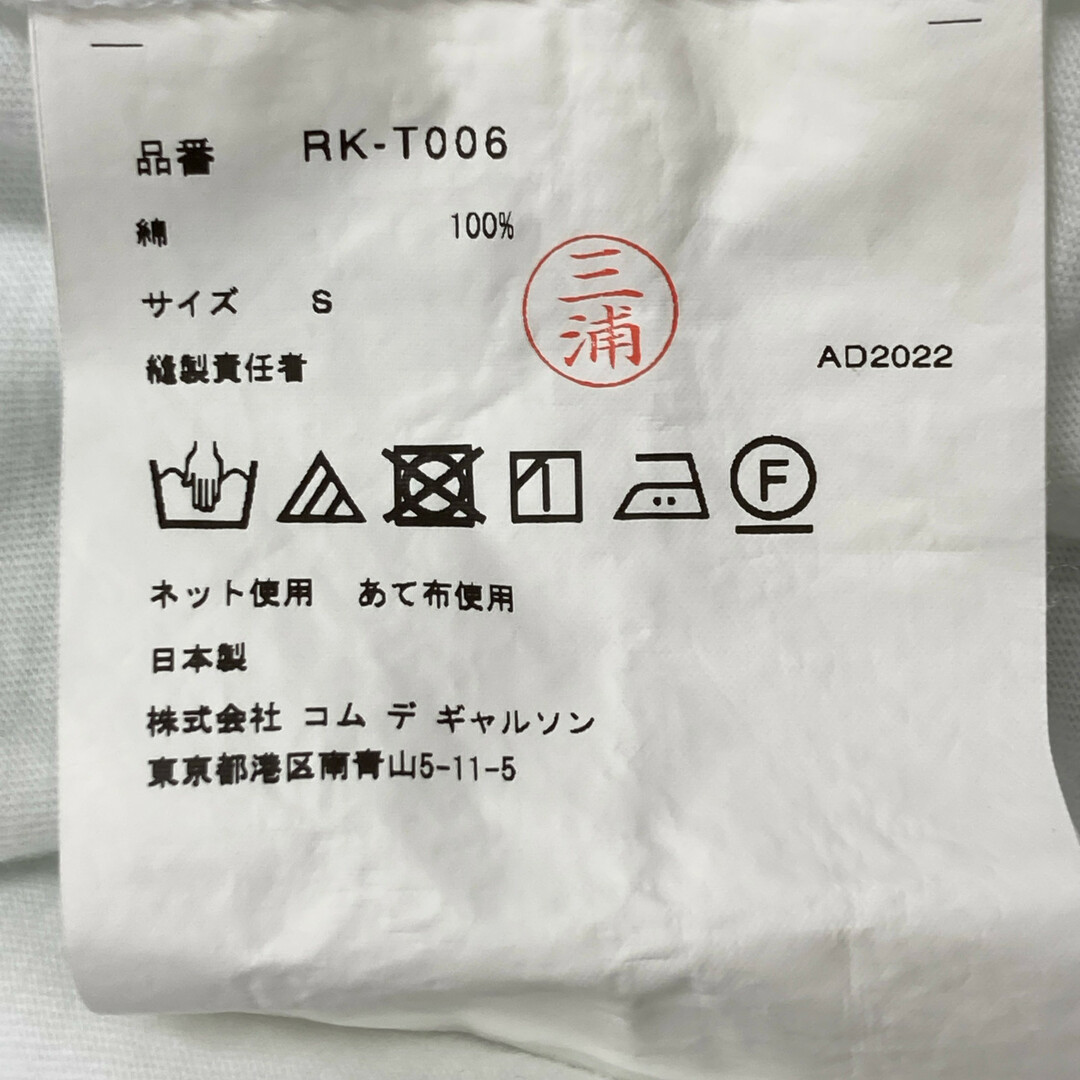 品番 RK-T006
綿 100%
サイズ S
三浦
縫製責任者 AD2022
F
ネット使用 あて布使用
日本製
株式会社 コム デ ギャルソン
東京都港区南青山5-11-5